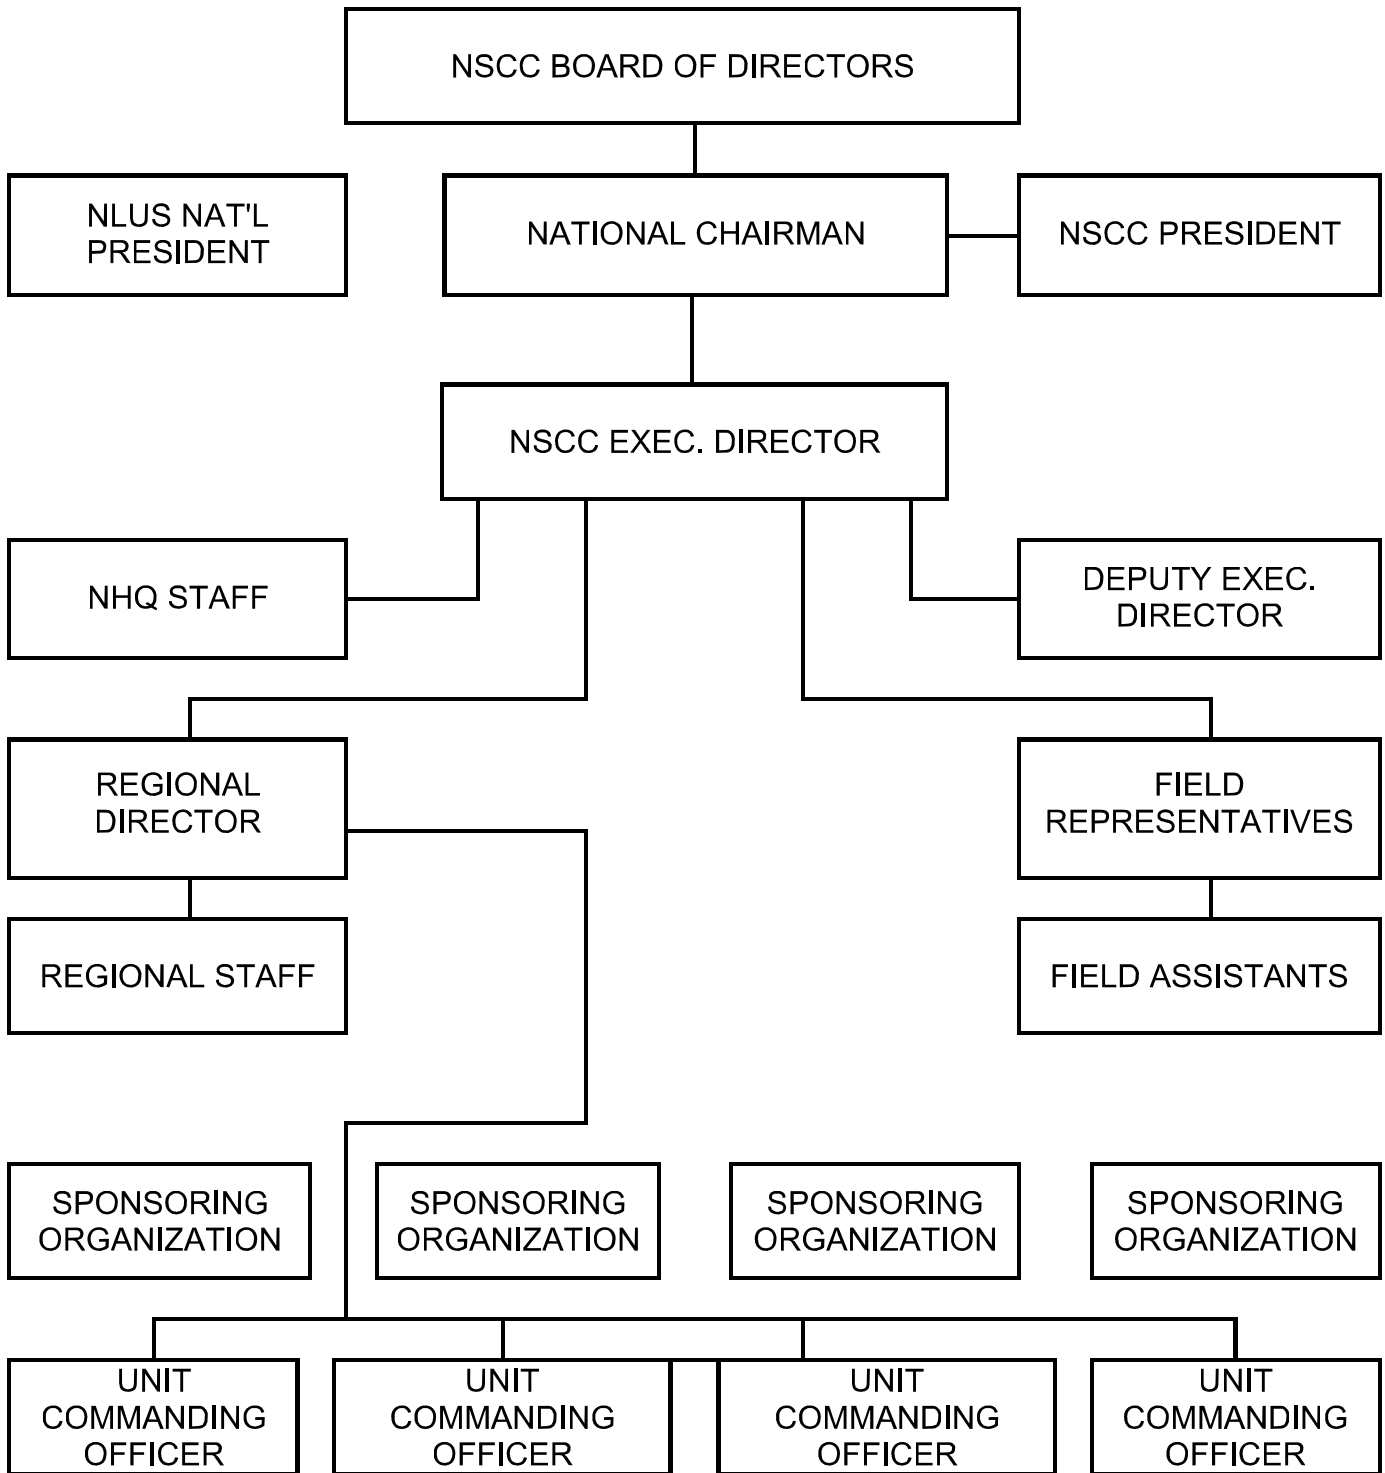 NSCC BOARD OF DIRECTORS
NLUS NAT'L
PRESIDENT
NATIONAL CHAIRMAN
NSCC PRESIDENT
NSCC EXEC. DIRECTOR
NHQ STAFF
DEPUTY EXEC.
DIRECTOR
REGIONAL
DIRECTOR
FIELD
REPRESENTATIVES
REGIONAL STAFF
FIELD ASSISTANTS
SPONSORING
ORGANIZATION
SPONSORING
ORGANIZATION
SPONSORING
ORGANIZATION
SPONSORING
ORGANIZATION
UNIT
COMMANDING
OFFICER
UNIT
COMMANDING
OFFICER
UNIT
COMMANDING
OFFICER
UNIT
COMMANDING
OFFICER